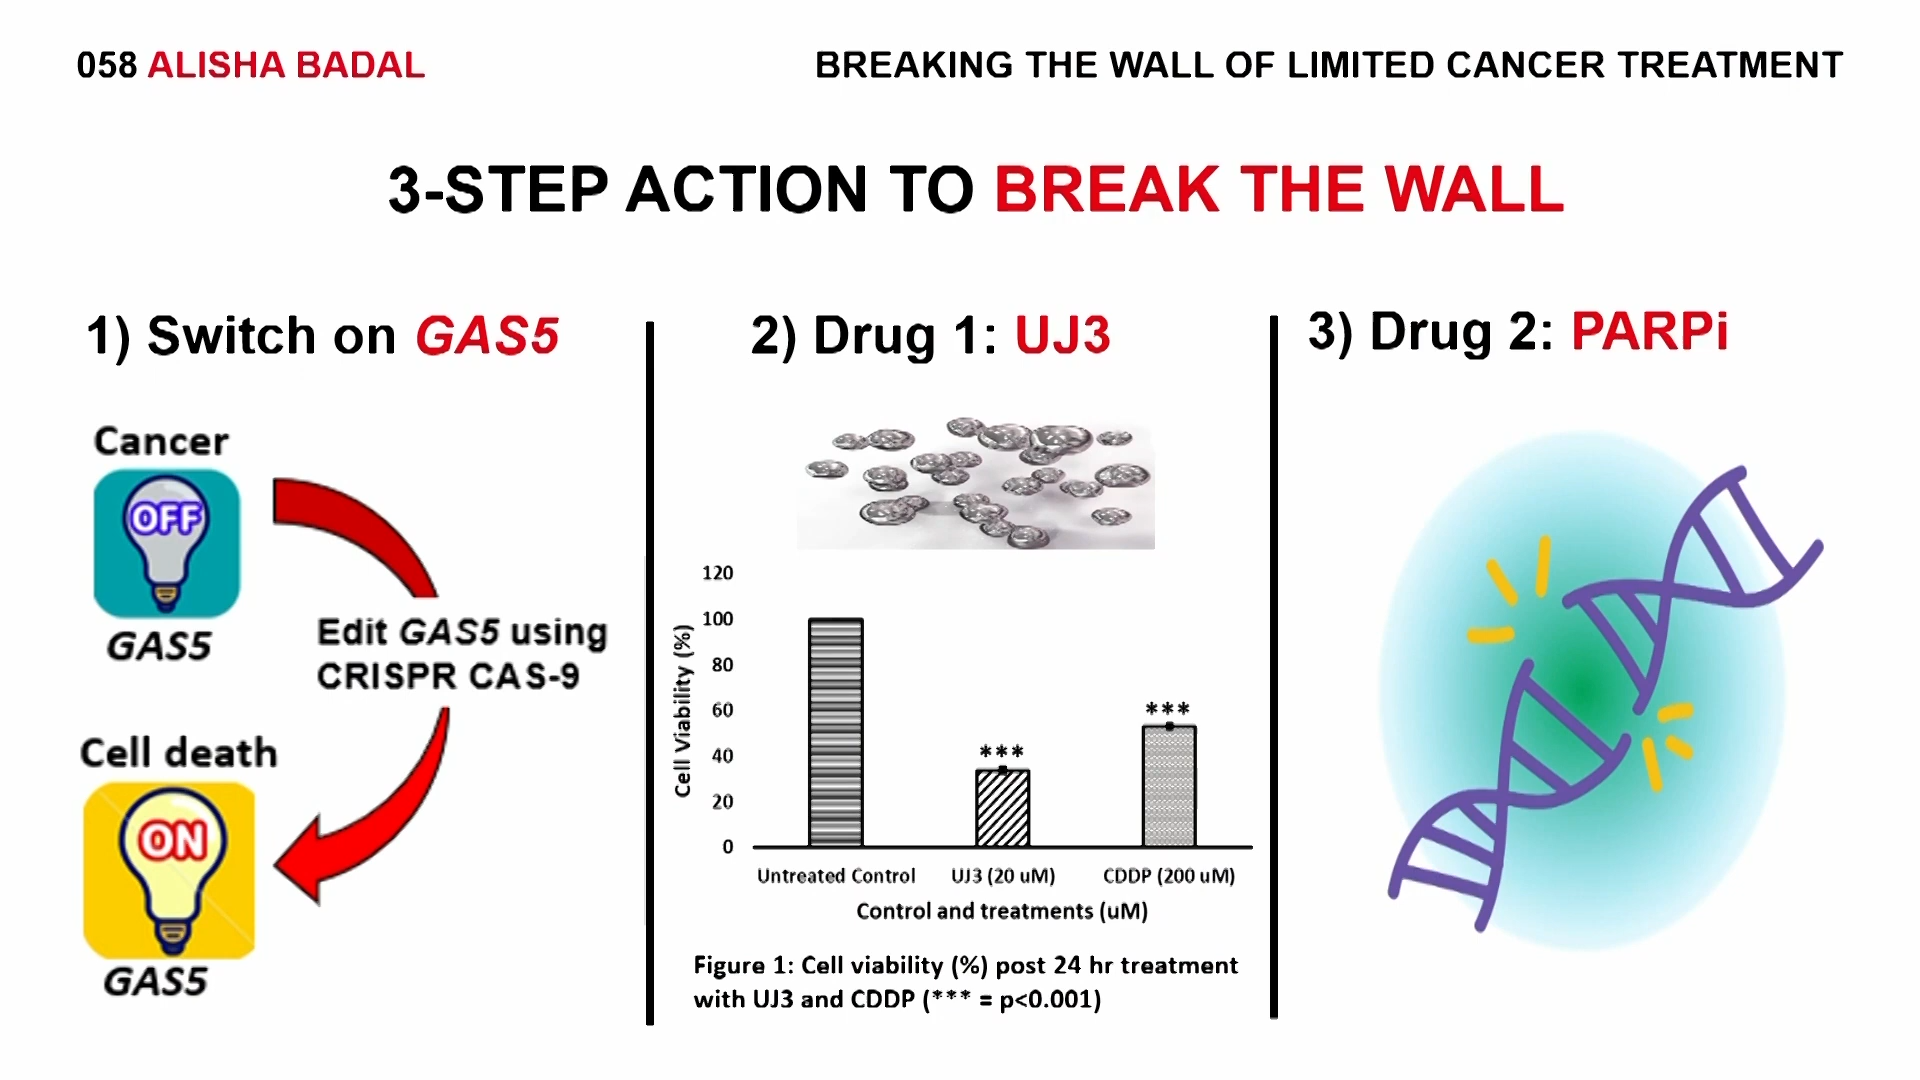 058 ALISHA BADAL
BREAKING THE WALL OF LIMITED CANCER TREATMENT
3-STEP ACTION TO BREAK THE WALL
1) Switch on GAS5
Cancer
OFF
GAS5
Edit GAS5 using
CRISPR CAS-9
Cell death
ON
GAS5
2) Drug 1: UJ3
Cell Viability (%)
120
100
80
60
40
20
0
***
***
Untreated Control
UJ3 (20 uM)
CDDP (200 uM)
Control and treatments (uM)
Figure 1: Cell viability (%) post 24 hr treatment
with UJ3 and CDDP (*** = p<0.001)
3) Drug 2: PARPi